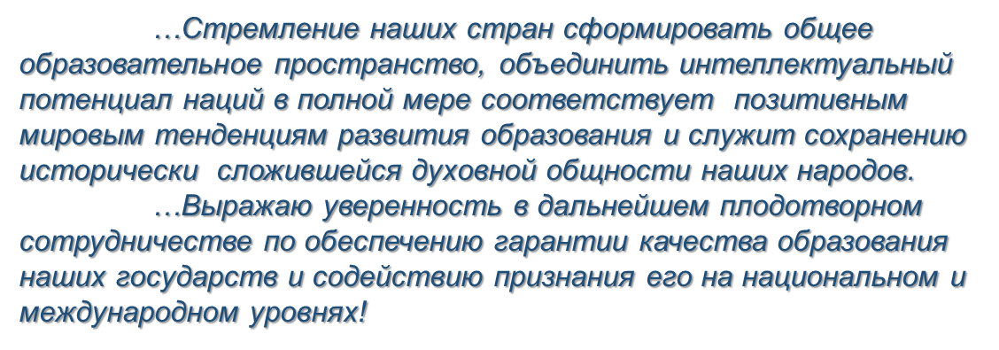 …Стремление наших стран сформировать общее
образовательное пространство, объединить интеллектуальный
потенциал наций в полной мере соответствует позитивным
мировым тенденциям развития образования и служит сохранению
исторически сложившейся духовной общности наших народов.
…Выражаю уверенность в дальнейшем плодотворном
сотрудничестве по обеспечению гарантии качества образования
наших государств и содействию признания его на национальном и
международном уровнях!